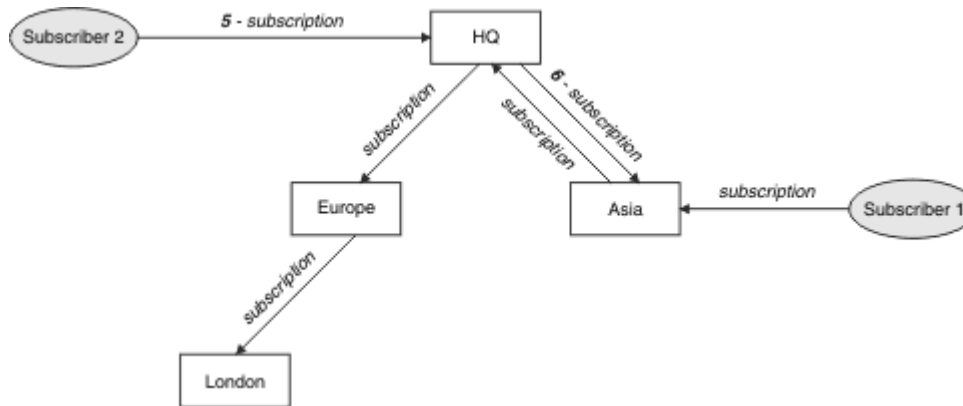 5 - subscription
Subscriber 2
HQ
subscription
6 - subscription
subscription
Europe
Asia
subscription
Subscriber 1
subscription
London